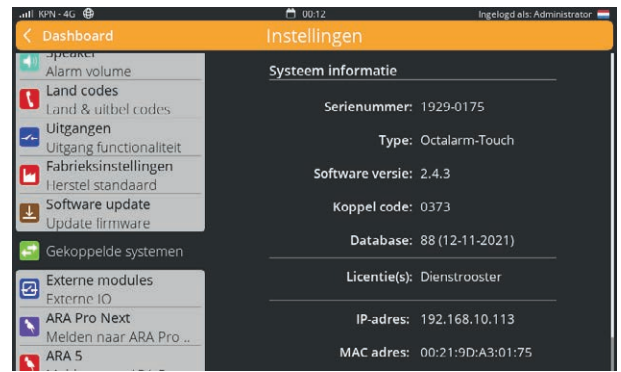 KPN - 4G
00:12
Ingelogd als: Administrator
Dashboard
Instellingen
Speaker
Alarm volume
Land codes
Land & uitbel codes
Uitgangen
Uitgang functionaliteit
Fabrieksinstellingen
Herstel standaard
Software update
Update firmware
Gekoppelde systemen
Externe modules
Externe IO
ARA Pro Next
Melden naar ARA Pro ..
ARA 5
Systeem informatie
Serienummer: 1929-0175
Type: Octalarm-Touch
Software versie: 2.4.3
Koppel code: 0373
Database: 88 (12-11-2021)
Licentie(s): Dienstrooster
IP-adres: 192.168.10.113
MAC adres: 00:21:9D:A3:01:75